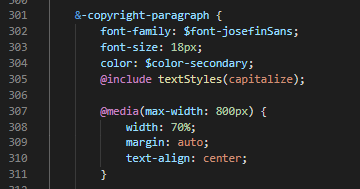 300
301 &-copyright-paragraph {
302 font-family: $font-josefinSans;
303 font-size: 18px;
304 color: $color-secondary;
305 @include textStyles(capitalize);
306
307 @media(max-width: 800px) {
308 width: 70%;
309 margin: auto;
310 text-align: center;
311 }